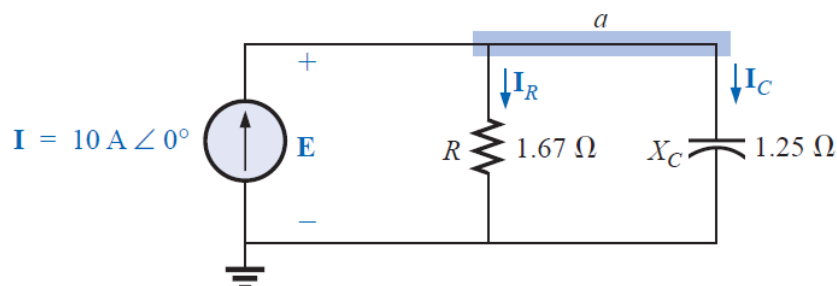 a
+
I_R
I_C
I = 10 A ∠ 0°
E
R
1.67 Ω
X_C
1.25 Ω
–